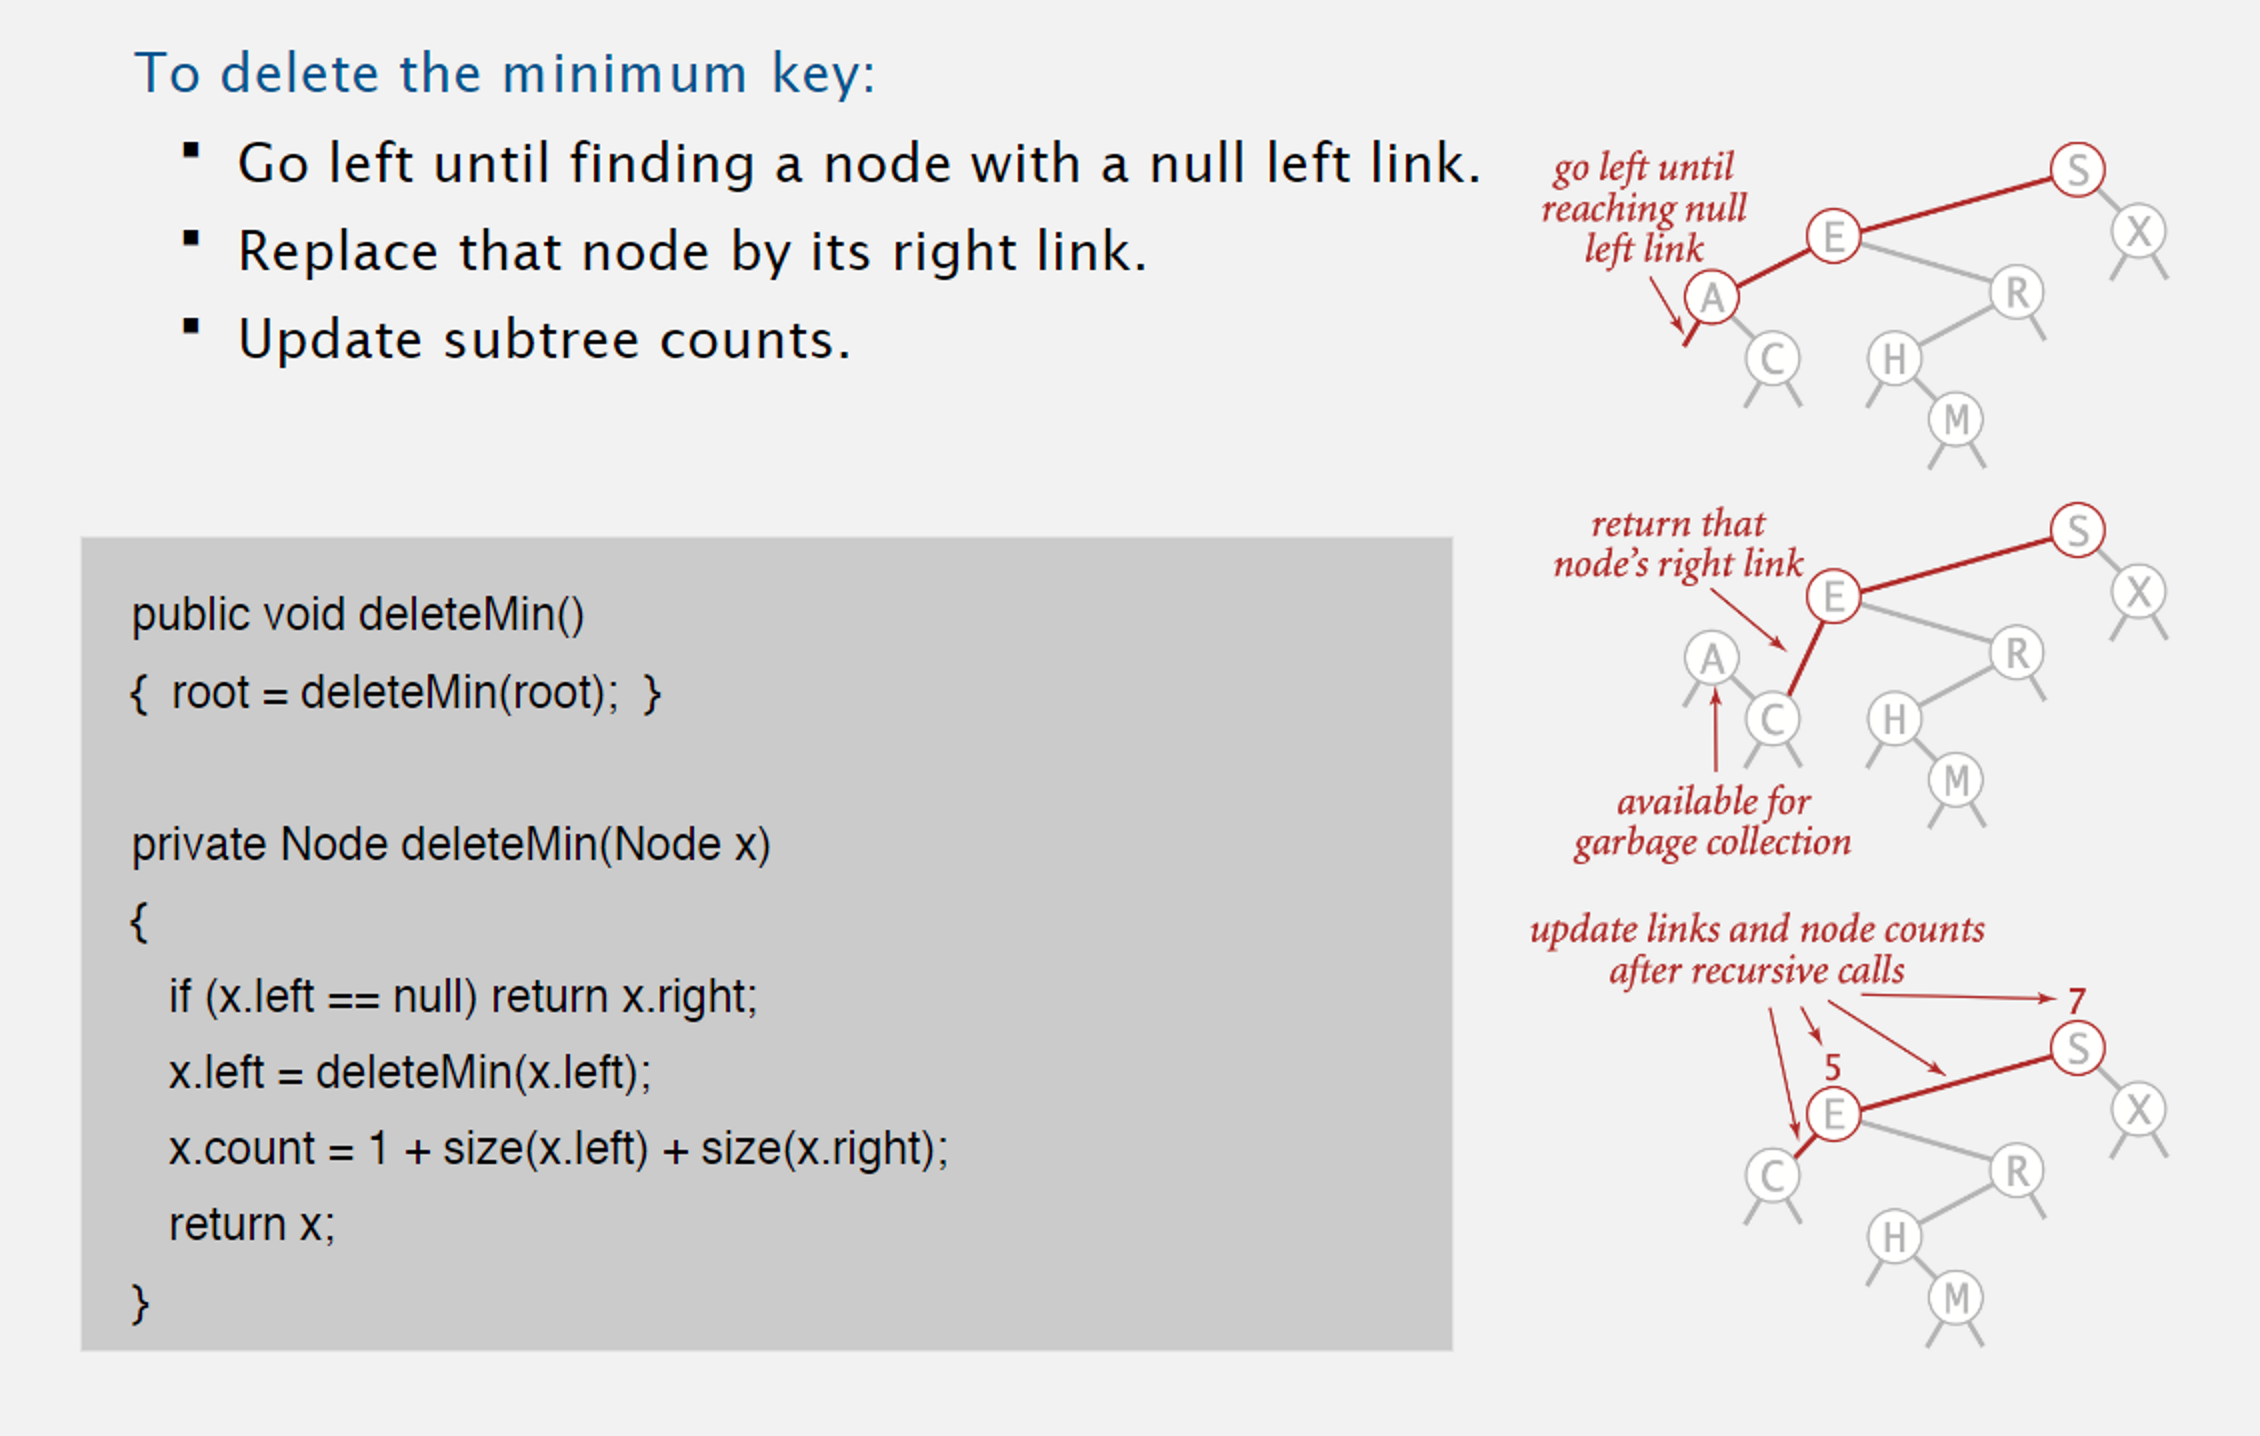 To delete the minimum key:
▪ Go left until finding a node with a null left link.
▪ Replace that node by its right link.
▪ Update subtree counts.
public void deleteMin()
{ root = deleteMin(root); }
private Node deleteMin(Node x)
{
if (x.left == null) return x.right;
x.left = deleteMin(x.left);
x.count = 1 + size(x.left) + size(x.right);
return x;
}
go left until
reaching null
left link
S
X
E
A
R
C
H
M
return that
node's right link
S
X
E
A
R
C
H
M
available for
garbage collection
update links and node counts
after recursive calls
7
S
5
X
E
C
R
H
M